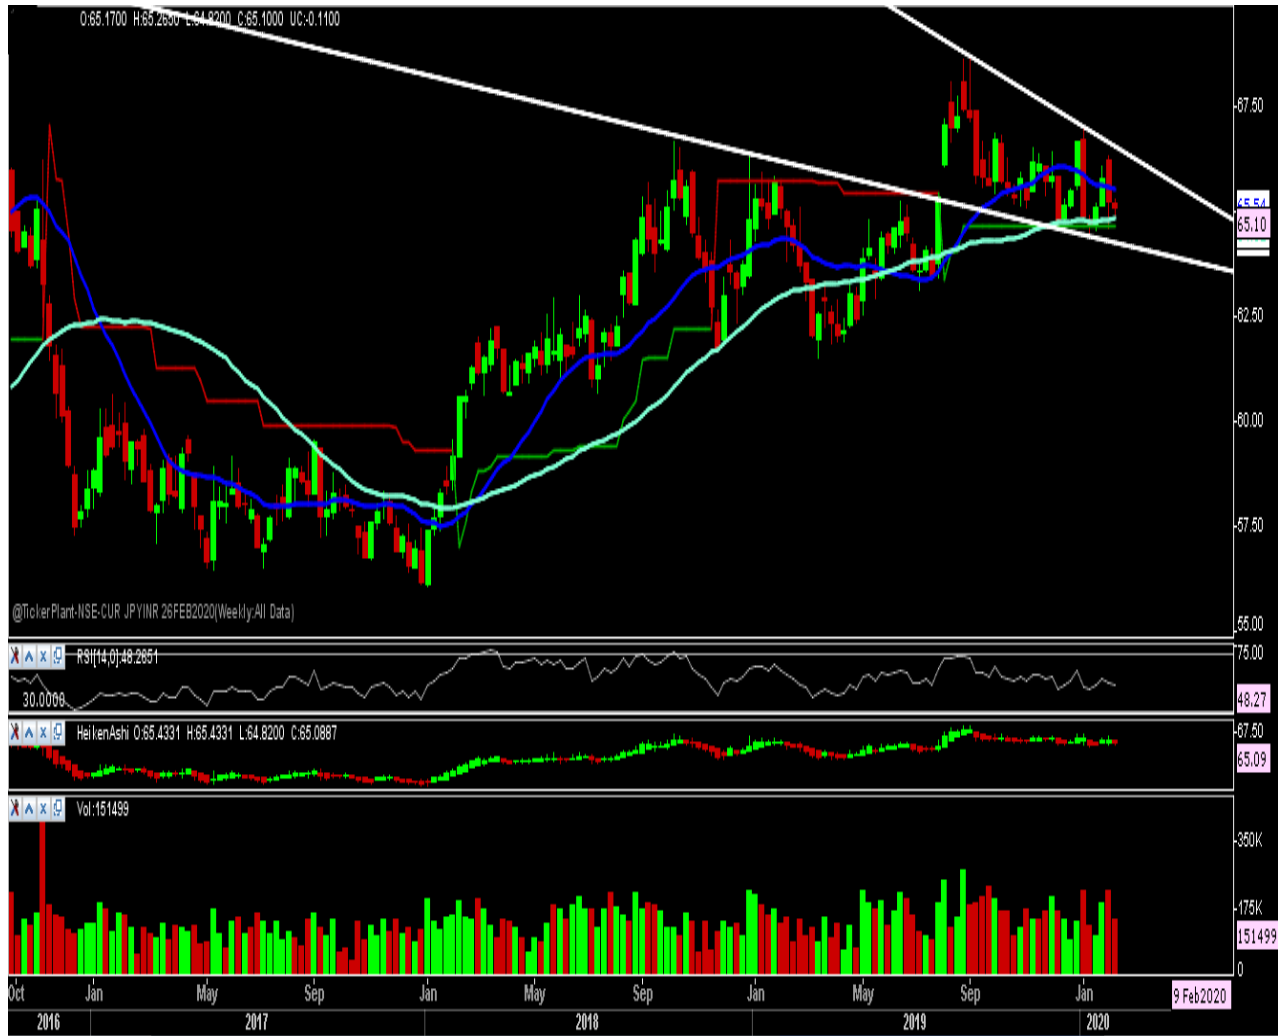 O:65.1700 H:65.2650 L:64.8200 C:65.1000 UC:-0.1100
67.50
65.54
65.10
62.50
60.00
57.50
@TickerPlant-NSE-CUR JPYINR 26FEB2020(Weekly:All Data)
55.00
RSI[14,0]:48.2651
75.00
30.0000
48.27
HeikenAshi O:65.4331 H:65.4331 L:64.8200 C:65.0887
67.50
65.09
Vol:151499
350K
175K
151499
0
Oct Jan May Sep Jan May Sep Jan May Sep Jan 9 Feb2020
2016 2017 2018 2019 2020